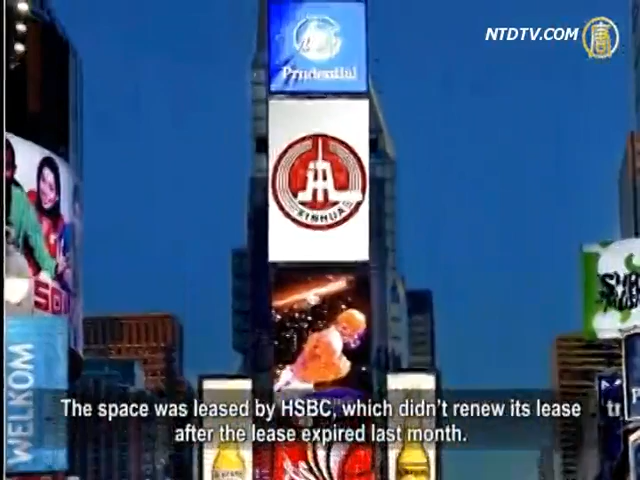 NTDTV.COM
Prudential
XINHUA
WELKOM
The space was leased by HSBC, which didn't renew its lease
after the lease expired last month.